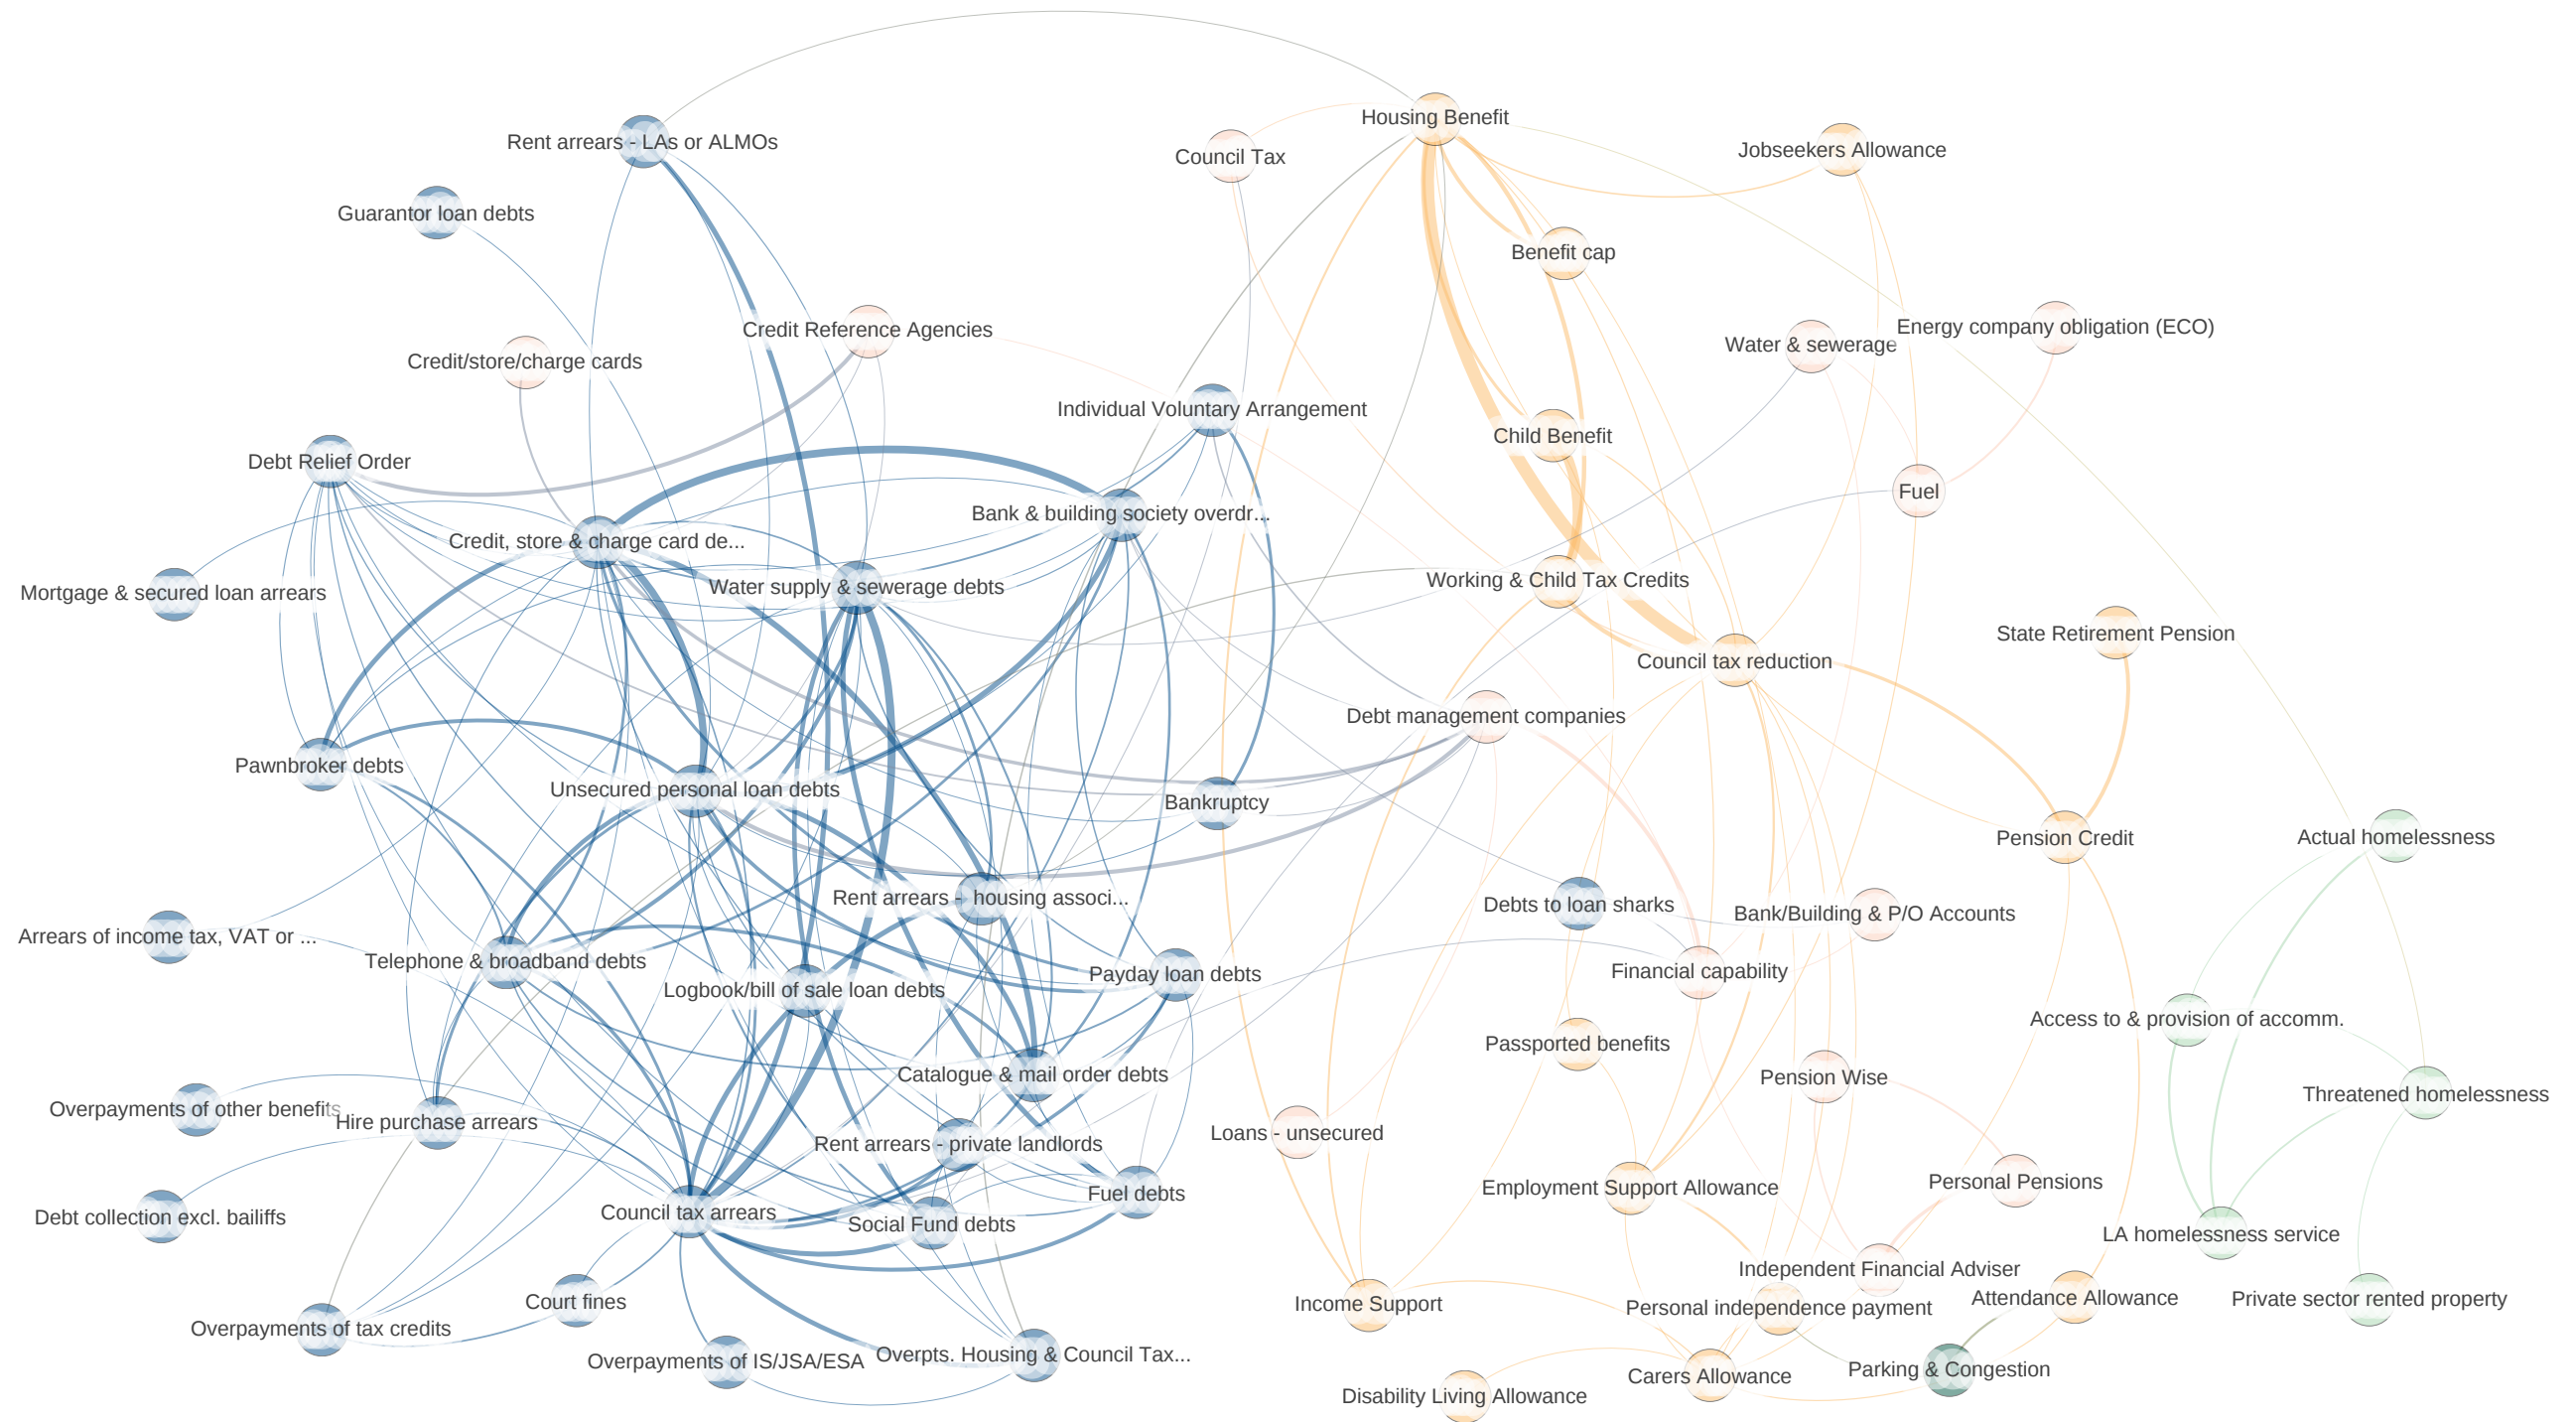 Housing Benefit
Rent arrears - LAs or ALMOs
Jobseekers Allowance
Council Tax
Guarantor loan debts
Benefit cap
Credit Reference Agencies
Energy company obligation (ECO)
Water & sewerage
Credit/store/charge cards
Individual Voluntary Arrangement
Child Benefit
Debt Relief Order
Fuel
Bank & building society overdr...
Credit, store & charge card de...
Working & Child Tax Credits
Water supply & sewerage debts
Mortgage & secured loan arrears
State Retirement Pension
Council tax reduction
Debt management companies
Pawnbroker debts
Unsecured personal loan debts
Bankruptcy
Pension Credit
Actual homelessness
Rent arrears - housing associ...
Debts to loan sharks
Bank/Building & P/O Accounts
Arrears of income tax, VAT or ...
Telephone & broadband debts
Financial capability
Payday loan debts
Logbook/bill of sale loan debts
Access to & provision of accomm.
Passported benefits
Catalogue & mail order debts
Pension Wise
Threatened homelessness
Overpayments of other benefits
Hire purchase arrears
Loans - unsecured
Rent arrears - private landlords
Personal Pensions
Employment Support Allowance
Fuel debts
Council tax arrears
Debt collection excl. bailiffs
Social Fund debts
LA homelessness service
Independent Financial Adviser
Attendance Allowance
Private sector rented property
Court fines
Income Support
Personal independence payment
Overpayments of tax credits
Overpts. Housing & Council Tax...
Overpayments of IS/JSA/ESA
Parking & Congestion
Carers Allowance
Disability Living Allowance